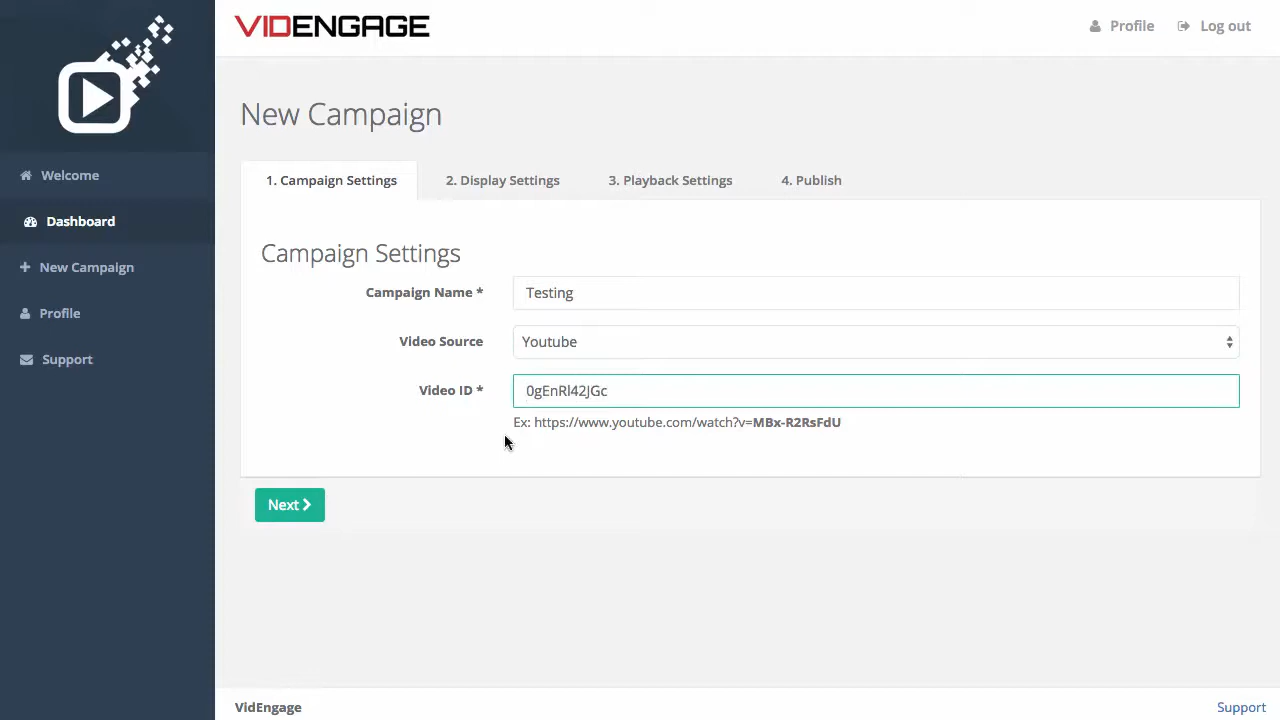 VIDENGAGE
Profile
Log out
Welcome
Dashboard
New Campaign
Profile
Support
New Campaign
1. Campaign Settings
2. Display Settings
3. Playback Settings
4. Publish
Campaign Settings
Campaign Name *
Testing
Video Source
Youtube
Video ID *
0gEnRl42JGc
Ex: https://www.youtube.com/watch?v=MBx-R2RsFdU
Next
VidEngage
Support